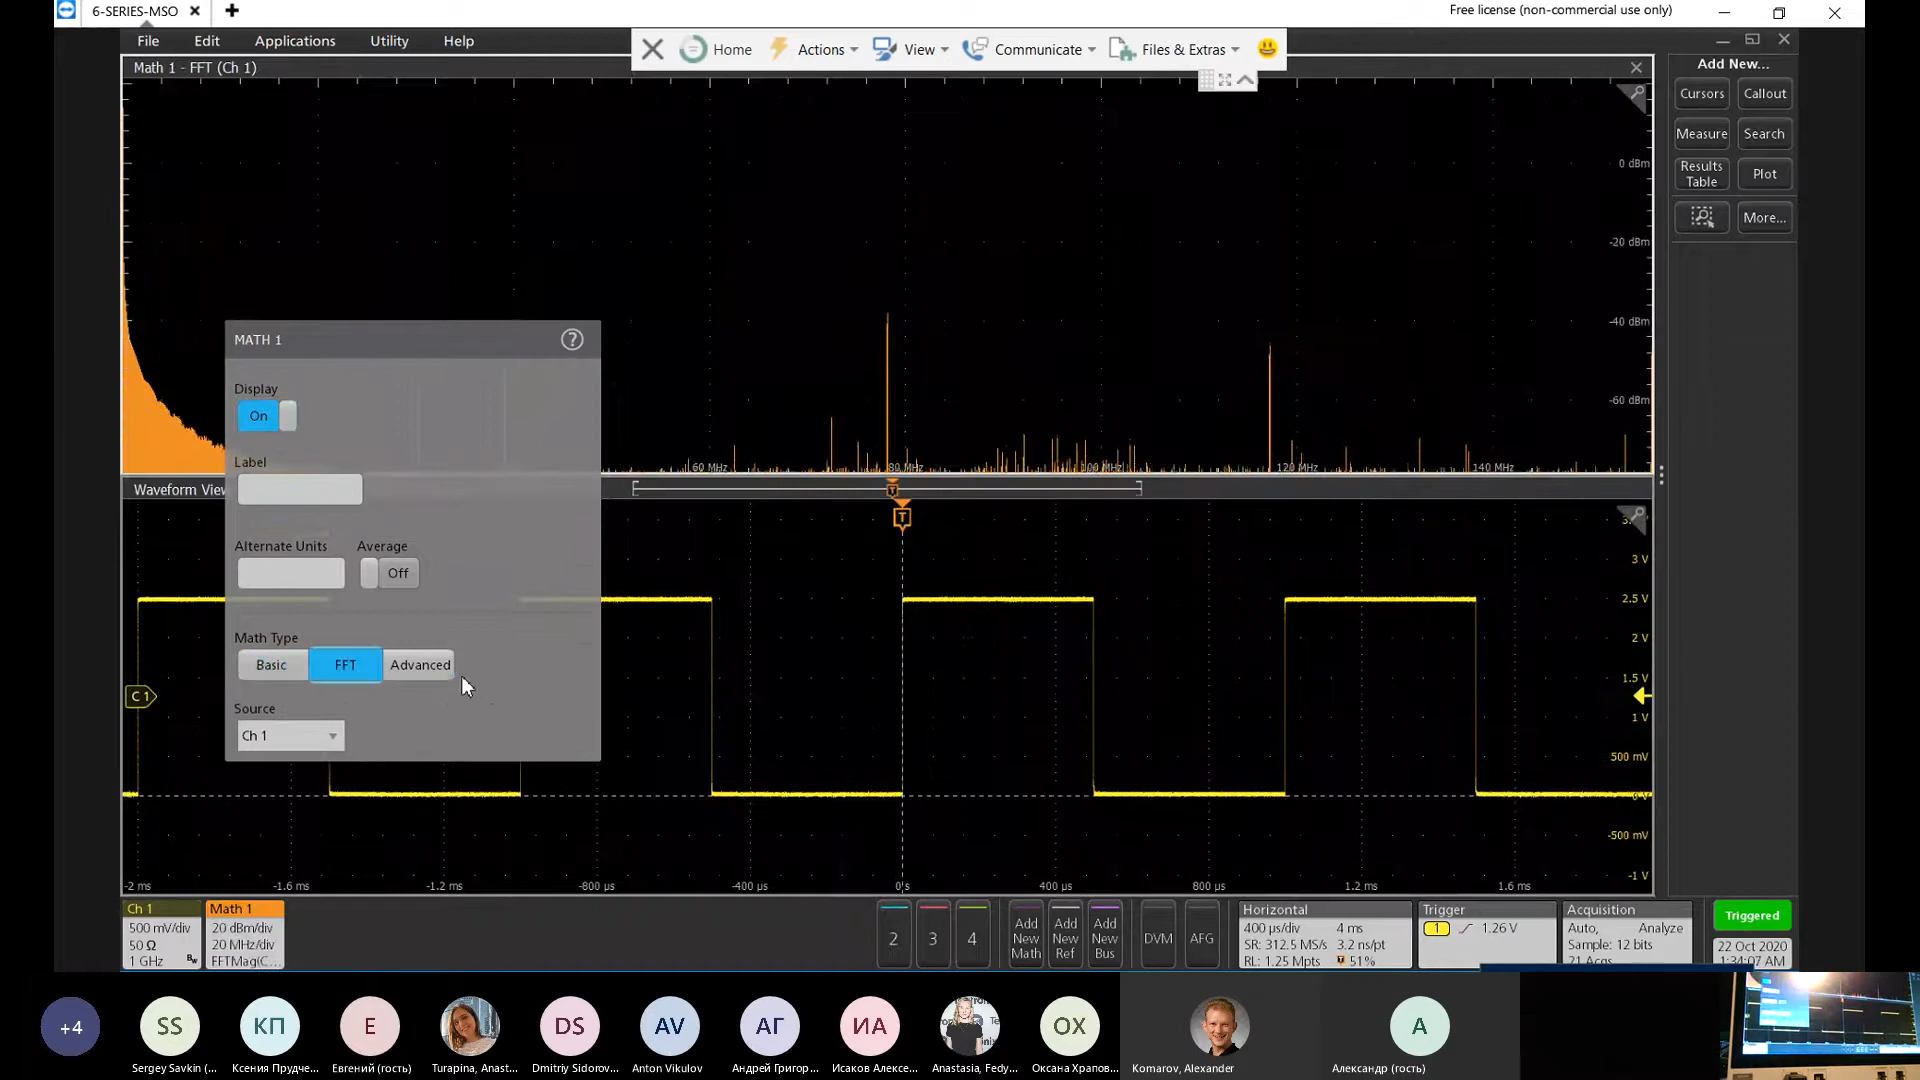 6-SERIES-MSO
Free license (non-commercial use only)
File Edit Applications Utility Help
Home Actions View Communicate Files & Extras
Add New...
Math 1 - FFT (Ch 1)
Cursors Callout
Measure Search
Results Table Plot
More...
0 dBm
-20 dBm
-40 dBm
-60 dBm
60 MHz 80 MHz 100 MHz 120 MHz 140 MHz
MATH 1
?
Display
On
Label
Alternate Units Average
Off
Math Type
Basic FFT Advanced
Source
Ch 1
Waveform View
T
T
C 1
3 V
2.5 V
2 V
1.5 V
1 V
500 mV
0 V
-500 mV
-1 V
-2 ms -1.6 ms -1.2 ms -800 µs -400 µs 0 s 400 µs 800 µs 1.2 ms 1.6 ms
Ch 1
500 mV/div
50 Ω
1 GHz Bw
Math 1
20 dBm/div
20 MHz/div
FFTMag(C...
2 3 4
Add New Math
Add New Ref
Add New Bus
DVM AFG
Horizontal
400 µs/div 4 ms
SR: 312.5 MS/s 3.2 ns/pt
RL: 1.25 Mpts T 51%
Trigger
1 1.26 V
Acquisition
Auto, Analyze
Sample: 12 bits
21 Acqs
Triggered
22 Oct 2020
1:34:07 AM
+4 SS КП E DS AV АГ ИА OX A
Sergey Savkin (... Ксения Прудче... Евгений (гость) Turapina, Anast... Dmitriy Sidorov... Anton Vikulov Андрей Григор... Исаков Алексе... Anastasia, Fedy... Оксана Храпов... Komarov, Alexander Александр (гость)